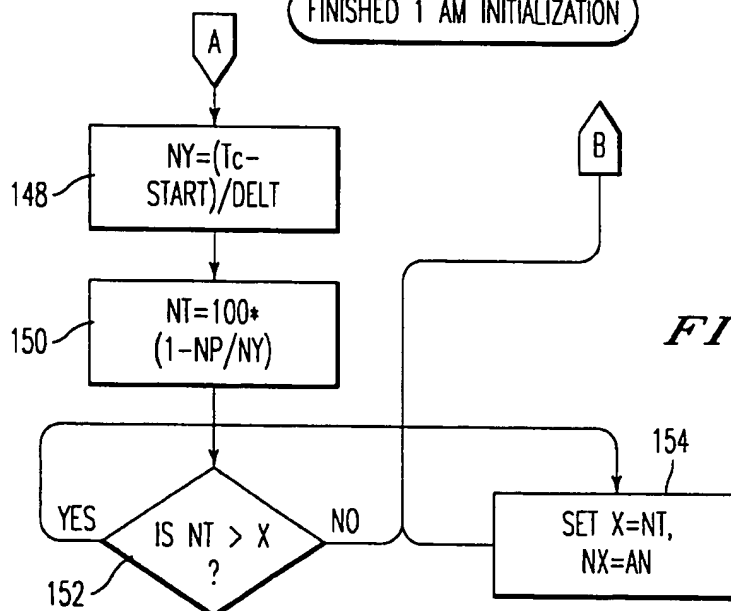 FINISHED 1 AM INITIALIZATION
A
148
NY=(Tc-
START)/DELT
B
150
NT=100*
(1-NP/NY)
FI
154
YES
IS NT > X
?
NO
152
SET X=NT,
NX=AN